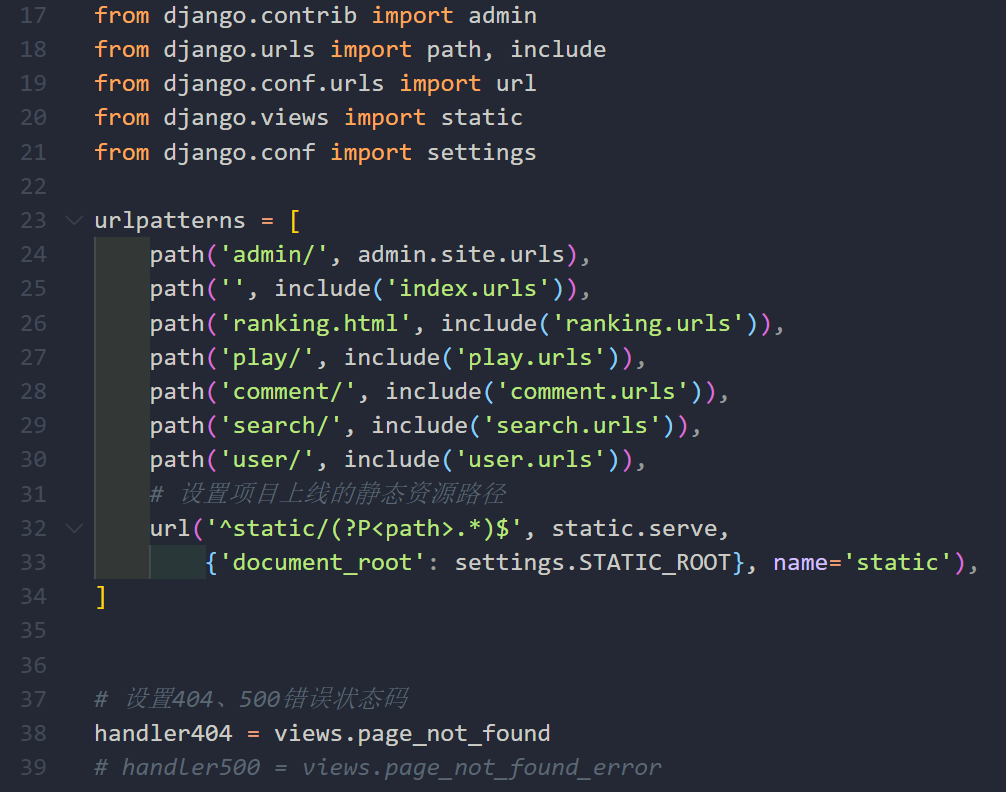 17 from django.contrib import admin
18 from django.urls import path, include
19 from django.conf.urls import url
20 from django.views import static
21 from django.conf import settings
22
23 urlpatterns = [
24     path('admin/', admin.site.urls),
25     path('', include('index.urls')),
26     path('ranking.html', include('ranking.urls')),
27     path('play/', include('play.urls')),
28     path('comment/', include('comment.urls')),
29     path('search/', include('search.urls')),
30     path('user/', include('user.urls')),
31     # 设置项目上线的静态资源路径
32     url('^static/(?P<path>.*)$', static.serve,
33         {'document_root': settings.STATIC_ROOT}, name='static'),
34 ]
35
36
37 # 设置404、500错误状态码
38 handler404 = views.page_not_found
39 # handler500 = views.page_not_found_error